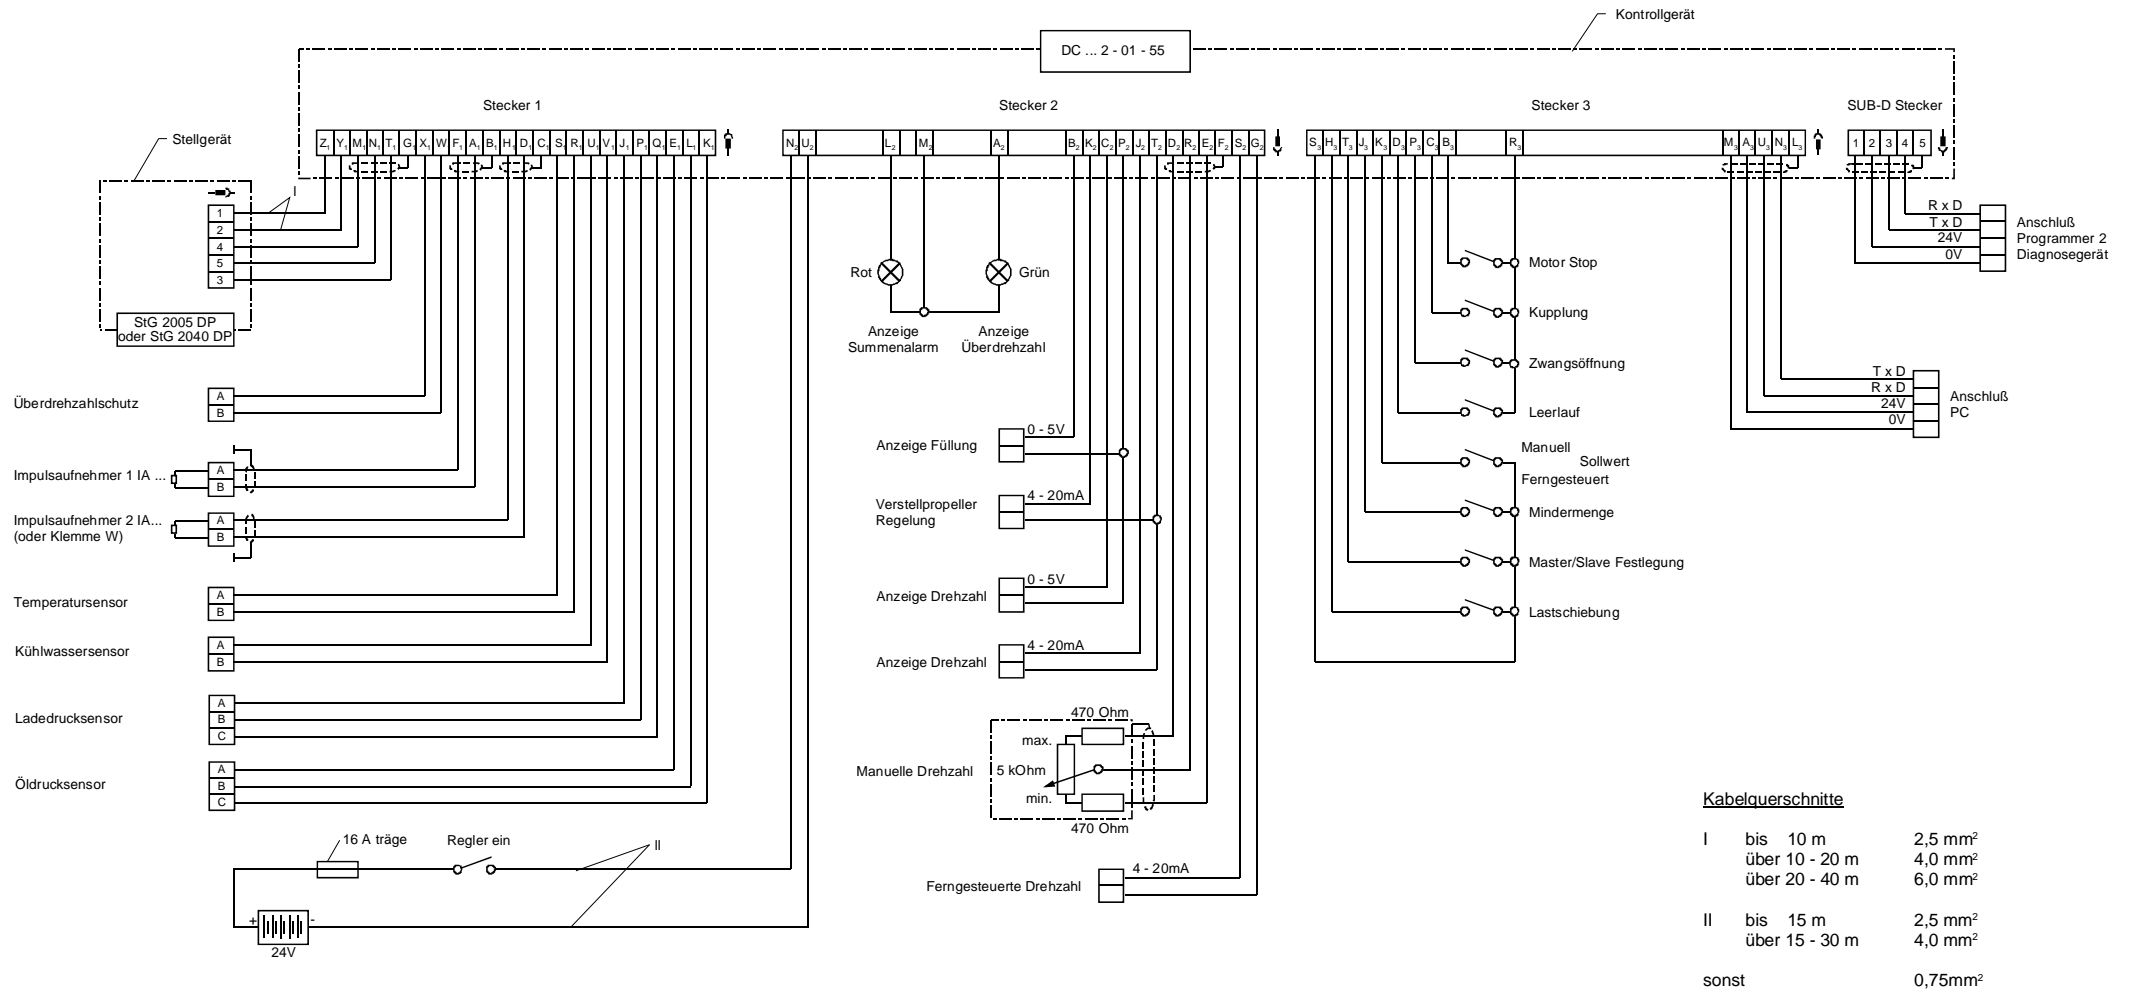 Kontrollgerät
DC ... 2 - 01 - 55
Stecker 1
Stecker 2
Stecker 3
SUB-D Stecker
Stellgerät
Z₁ Y₁ M₁ N₁ T₁ G₁ X₁ W F₁ A₁ B₁ H₁ D₁ C₁ S₁ R₁ U₁ V₁ J₁ P₁ Q₁ E₁ L₁ K₁
N₂ U₂ L₂ M₂ A₂ B₂ K₂ C₂ P₂ J₂ T₂ D₂ R₂ E₂ F₂ S₂ G₂
S₃ H₃ T₃ J₃ K₃ D₃ P₃ C₃ B₃ R₃ M₃ A₃ U₃ N₃ L₃
1 2 3 4 5
I
1
2
4
5
3
StG 2005 DP
oder StG 2040 DP
Überdrehzahlschutz
A
B
Impulsaufnehmer 1 IA ...
A
B
Impulsaufnehmer 2 IA...
(oder Klemme W)
A
B
Temperatursensor
A
B
Kühlwassersensor
A
B
Ladedrucksensor
A
B
C
Öldrucksensor
A
B
C
16 A träge
Regler ein
II
+
-
24V
Rot
Grün
Anzeige
Summenalarm
Anzeige
Überdrehzahl
Anzeige Füllung
0 - 5V
Verstellpropeller
Regelung
4 - 20mA
Anzeige Drehzahl
0 - 5V
Anzeige Drehzahl
4 - 20mA
470 Ohm
max.
Manuelle Drehzahl
5 kOhm
min.
470 Ohm
Ferngesteuerte Drehzahl
4 - 20mA
Motor Stop
Kupplung
Zwangsöffnung
Leerlauf
Manuell
Sollwert
Ferngesteuert
Mindermenge
Master/Slave Festlegung
Lastschiebung
R x D
T x D
24V
0V
Anschluß
Programmer 2
Diagnosegerät
T x D
R x D
24V
0V
Anschluß
PC
Kabelquerschnitte
I bis 10 m 2,5 mm²
über 10 - 20 m 4,0 mm²
über 20 - 40 m 6,0 mm²
II bis 15 m 2,5 mm²
über 15 - 30 m 4,0 mm²
sonst 0,75mm²